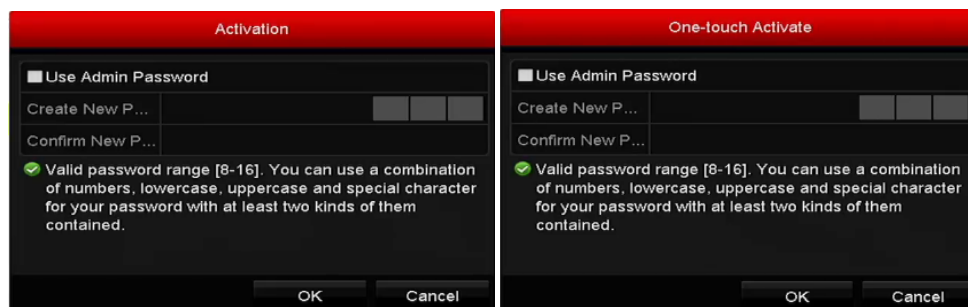 Activation
Use Admin Password
Create New P...
Confirm New P...
Valid password range [8-16]. You can use a combination
of numbers, lowercase, uppercase and special character
for your password with at least two kinds of them
contained.
OK Cancel
One-touch Activate
Use Admin Password
Create New P...
Confirm New P...
Valid password range [8-16]. You can use a combination
of numbers, lowercase, uppercase and special character
for your password with at least two kinds of them
contained.
OK Cancel